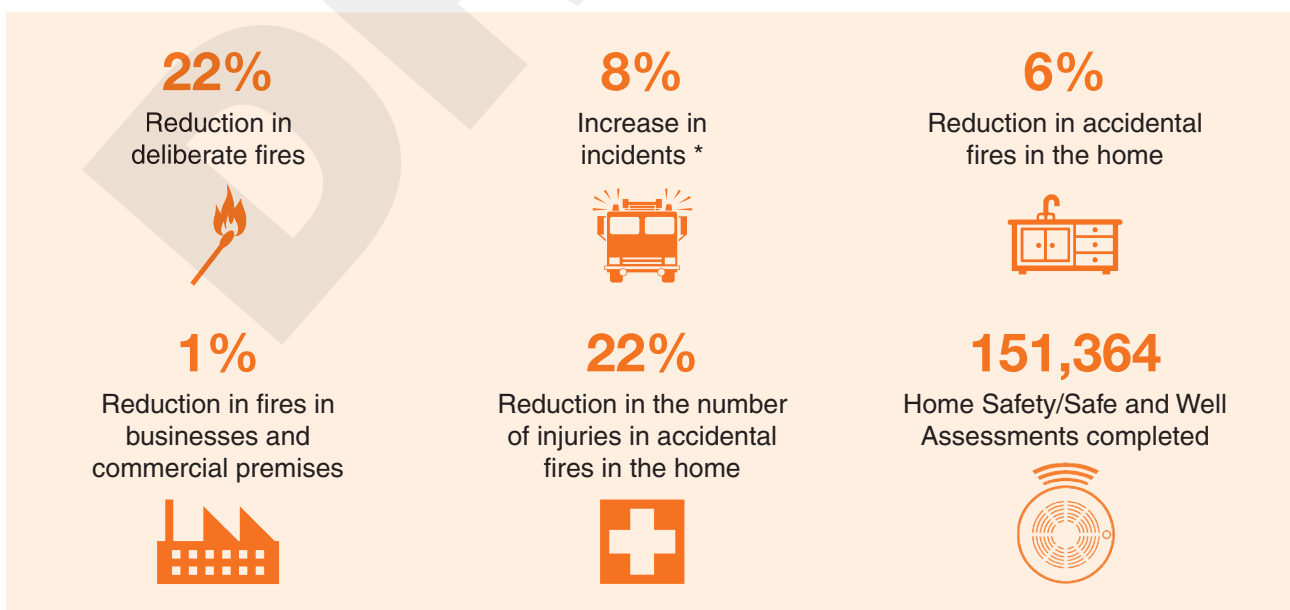 22%
Reduction in
deliberate fires
8%
Increase in
incidents *
6%
Reduction in accidental
fires in the home
1%
Reduction in fires in
businesses and
commercial premises
22%
Reduction in the number
of injuries in accidental
fires in the home
151,364
Home Safety/Safe and Well
Assessments completed